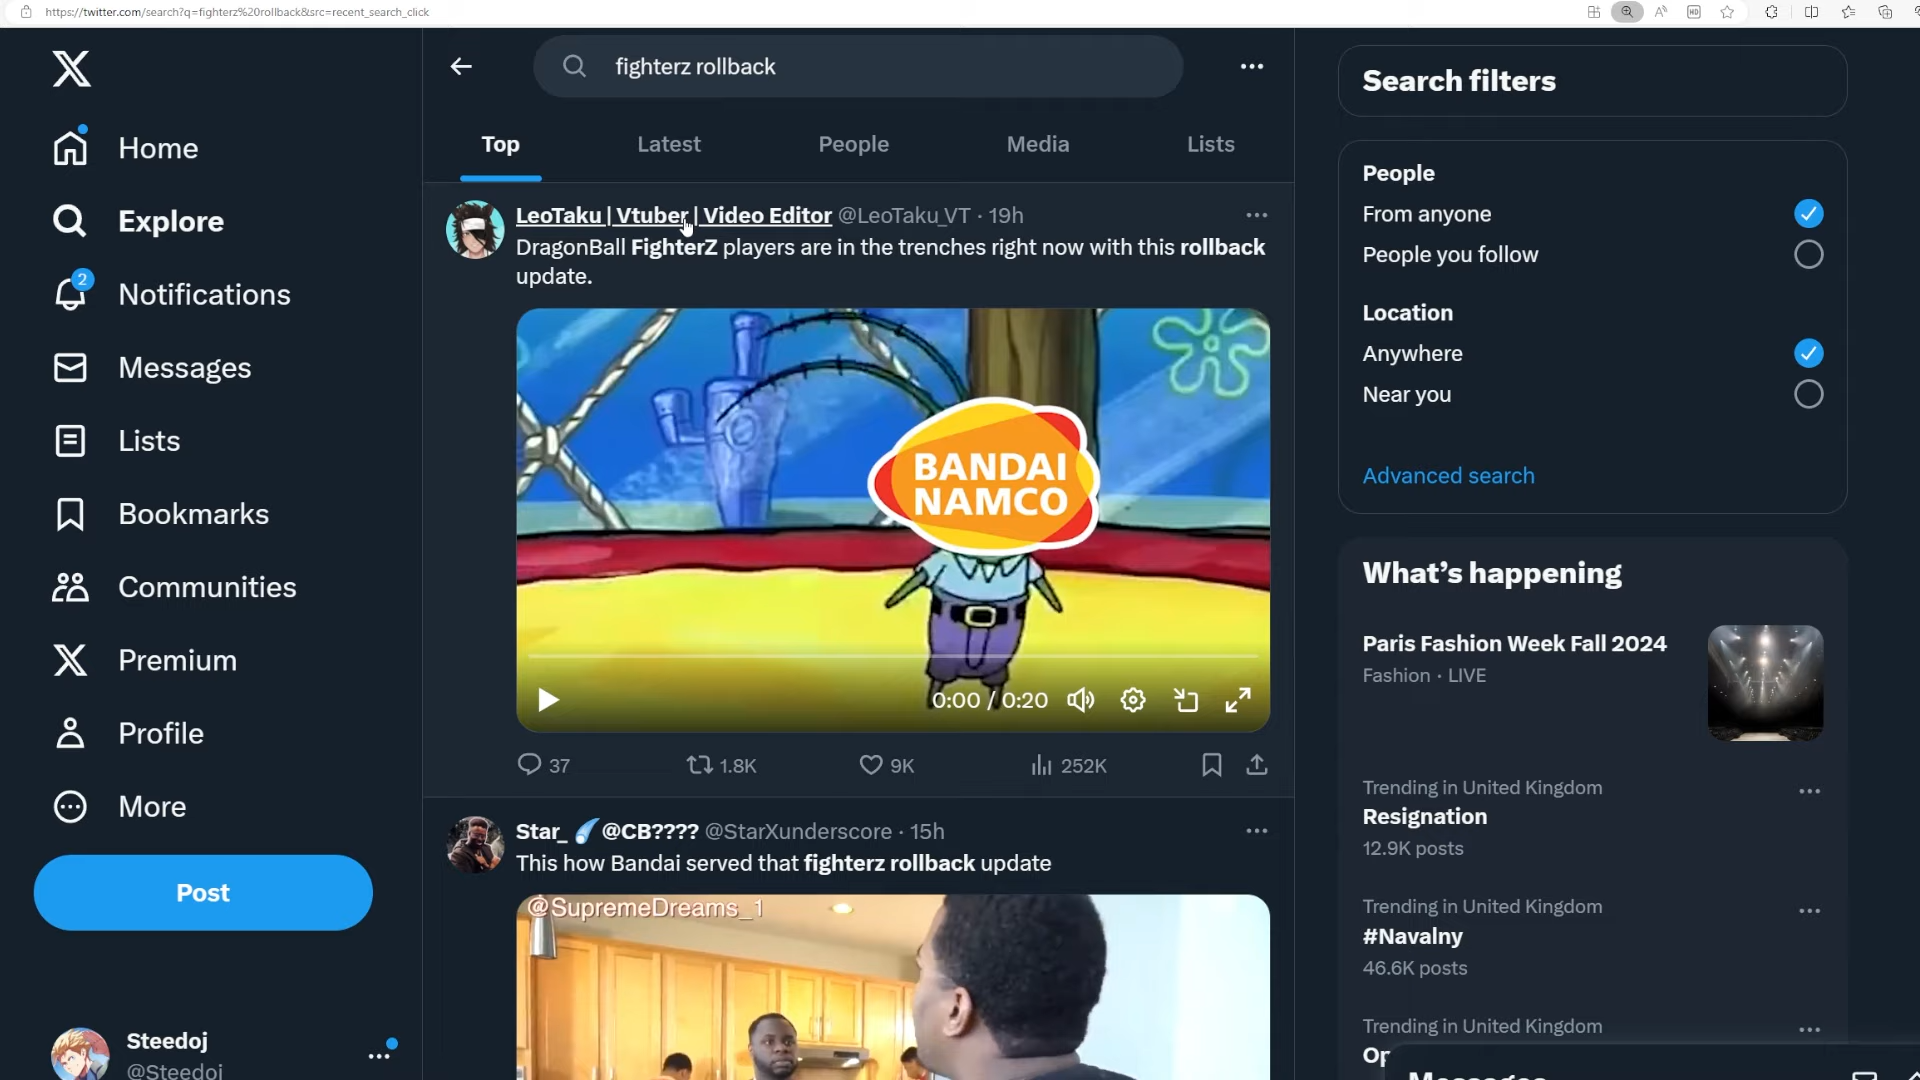 https://twitter.com/search?q=fighterz%20rollback&src=recent_search_click
fighterz rollback
Home
Explore
2
Notifications
Messages
Lists
Bookmarks
Communities
Premium
Profile
More
Post
Steedoj
@Steedoj
Top
Latest
People
Media
Lists
LeoTaku | Vtuber | Video Editor @LeoTaku_VT · 19h
DragonBall FighterZ players are in the trenches right now with this rollback
update.
BANDAI
NAMCO
0:00 / 0:20
37
1.8K
9K
252K
Star_ @CB???? @StarXunderscore · 15h
This how Bandai served that fighterz rollback update
@SupremeDreams_1
Search filters
People
From anyone
People you follow
Location
Anywhere
Near you
Advanced search
What's happening
Paris Fashion Week Fall 2024
Fashion · LIVE
Trending in United Kingdom
Resignation
12.9K posts
Trending in United Kingdom
#Navalny
46.6K posts
Trending in United Kingdom
Messages